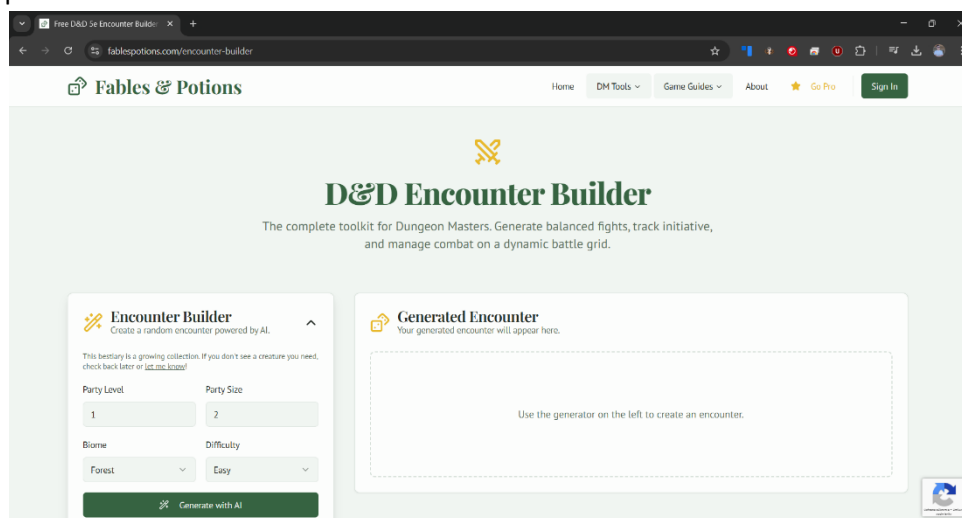 Free D&D 5e Encounter Builder
fablespotions.com/encounter-builder
Fables & Potions
Home DM Tools Game Guides About Go Pro Sign In
D&D Encounter Builder
The complete toolkit for Dungeon Masters. Generate balanced fights, track initiative,
and manage combat on a dynamic battle grid.
Encounter Builder
Create a random encounter powered by AI.
This bestiary is a growing collection. If you don't see a creature you need,
check back later or let me know!
Party Level Party Size
1 2
Biome Difficulty
Forest Easy
Generate with AI
Generated Encounter
Your generated encounter will appear here.
Use the generator on the left to create an encounter.